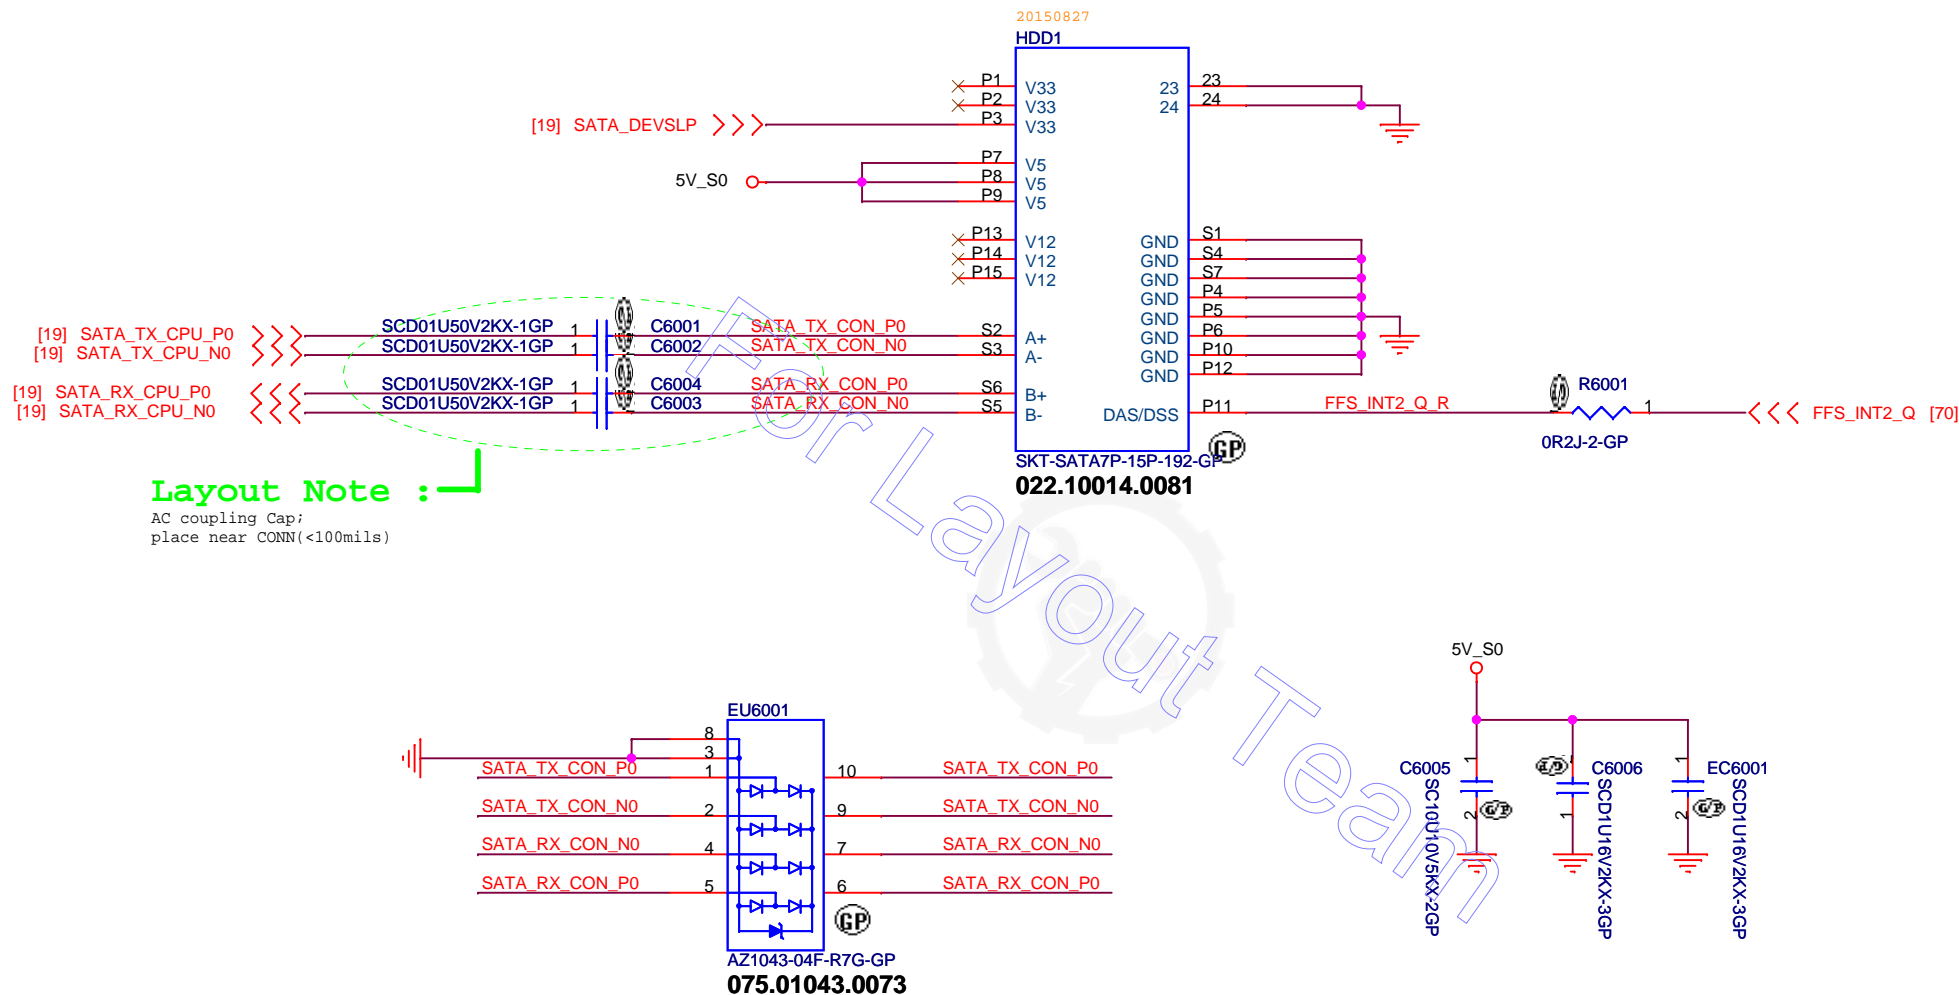 20150827
HDD1
P1 V33 23 23
P2 V33 24 24
[19] SATA_DEVSLP P3 V33
P7 V5
5V_S0 P8 V5
P9 V5
P13 V12 GND S1
P14 V12 GND S4
P15 V12 GND S7
GND P4
GND P5
[19] SATA_TX_CPU_P0 SCD01U50V2KX-1GP 1 C6001 SATA_TX_CON_P0 S2 A+ GND P6
[19] SATA_TX_CPU_N0 SCD01U50V2KX-1GP 1 C6002 SATA_TX_CON_N0 S3 A- GND P10
GND P12
[19] SATA_RX_CPU_P0 SCD01U50V2KX-1GP 1 C6004 SATA_RX_CON_P0 S6 B+
[19] SATA_RX_CPU_N0 SCD01U50V2KX-1GP 1 C6003 SATA_RX_CON_N0 S5 B- DAS/DSS P11 FFS_INT2_Q_R R6001 1 FFS_INT2_Q [70]
0R2J-2-GP
SKT-SATA7P-15P-192-GP
GP
022.10014.0081
Layout Note :
AC coupling Cap;
place near CONN(<100mils)
For Layout Team
EU6001
8
3
SATA_TX_CON_P0 1 10 SATA_TX_CON_P0
SATA_TX_CON_N0 2 9 SATA_TX_CON_N0
SATA_RX_CON_N0 4 7 SATA_RX_CON_N0
SATA_RX_CON_P0 5 6 SATA_RX_CON_P0
GP
AZ1043-04F-R7G-GP
075.01043.0073
5V_S0
C6005 1 2 SC10U10V5KX-2GP G/P
C6006 1 SCD1U16V2KX-3GP
EC6001 1 2 SCD1U16V2KX-3GP G/P